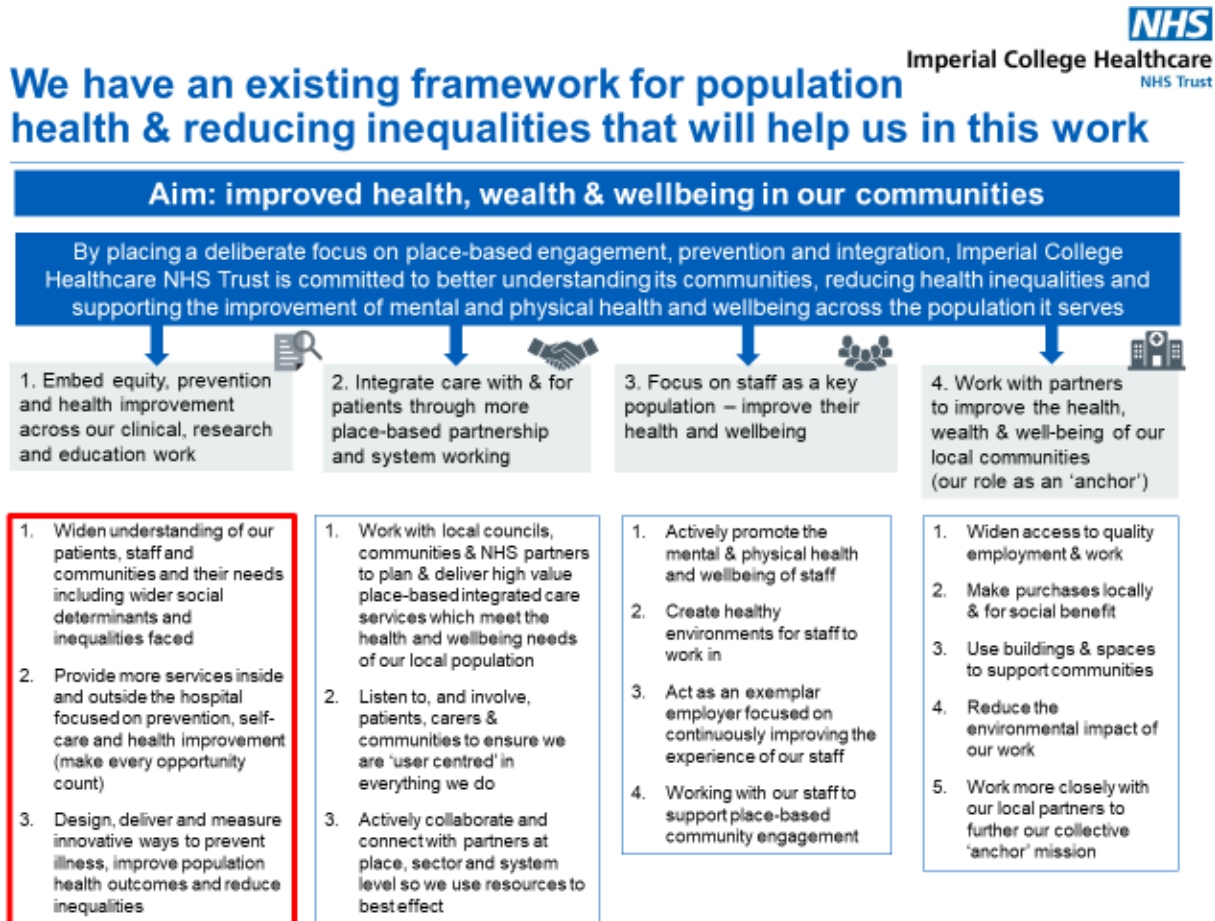 NHS
Imperial College Healthcare
NHS Trust
We have an existing framework for population
health & reducing inequalities that will help us in this work
Aim: improved health, wealth & wellbeing in our communities
By placing a deliberate focus on place-based engagement, prevention and integration, Imperial College
Healthcare NHS Trust is committed to better understanding its communities, reducing health inequalities and
supporting the improvement of mental and physical health and wellbeing across the population it serves
1. Embed equity, prevention
and health improvement
across our clinical, research
and education work
2. Integrate care with & for
patients through more
place-based partnership
and system working
3. Focus on staff as a key
population – improve their
health and wellbeing
4. Work with partners
to improve the health,
wealth & well-being of our
local communities
(our role as an ‘anchor’)
1. Widen understanding of our
patients, staff and
communities and their needs
including wider social
determinants and
inequalities faced
2. Provide more services inside
and outside the hospital
focused on prevention, self-
care and health improvement
(make every opportunity
count)
3. Design, deliver and measure
innovative ways to prevent
illness, improve population
health outcomes and reduce
inequalities
1. Work with local councils,
communities & NHS partners
to plan & deliver high value
place-based integrated care
services which meet the
health and wellbeing needs
of our local population
2. Listen to, and involve,
patients, carers &
communities to ensure we
are ‘user centred’ in
everything we do
3. Actively collaborate and
connect with partners at
place, sector and system
level so we use resources to
best effect
1. Actively promote the
mental & physical health
and wellbeing of staff
2. Create healthy
environments for staff to
work in
3. Act as an exemplar
employer focused on
continuously improving the
experience of our staff
4. Working with our staff to
support place-based
community engagement
1. Widen access to quality
employment & work
2. Make purchases locally
& for social benefit
3. Use buildings & spaces
to support communities
4. Reduce the
environmental impact of
our work
5. Work more closely with
our local partners to
further our collective
‘anchor’ mission